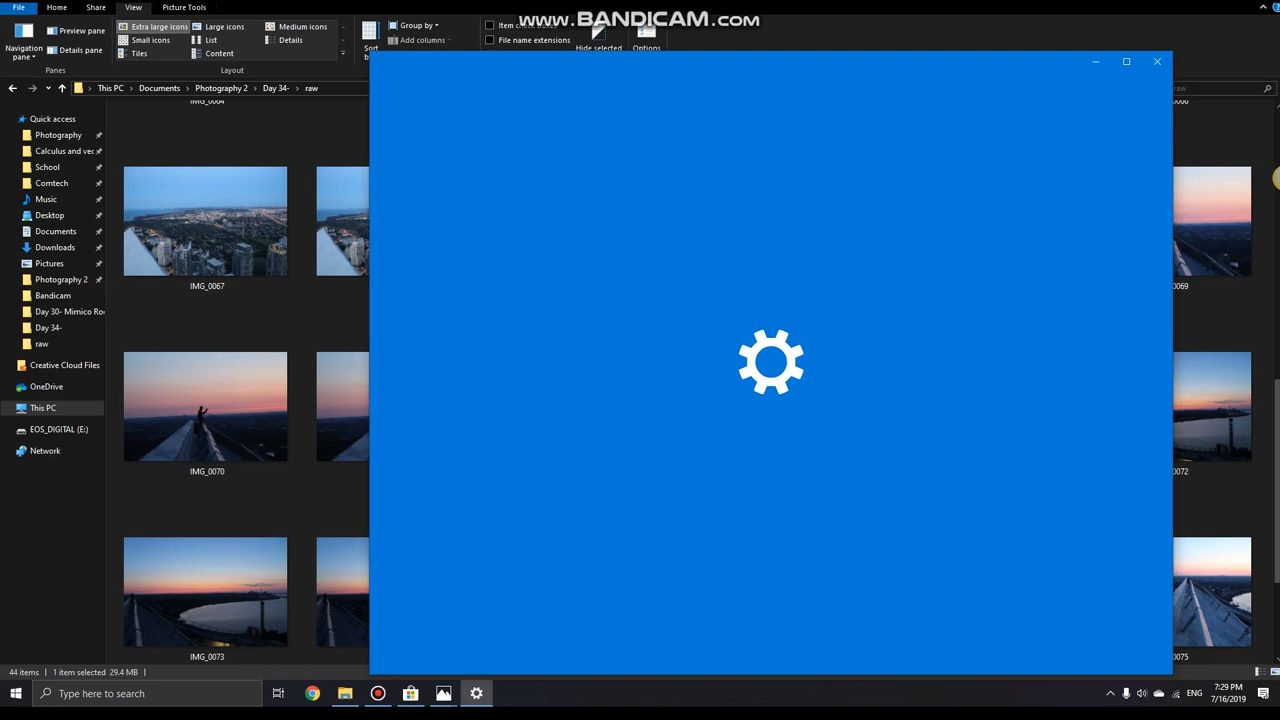 www.BANDICAM.com
File
Home
Share
View
Picture Tools
Navigation pane
Preview pane
Details pane
Panes
Extra large icons
Large icons
Medium icons
Small icons
List
Details
Tiles
Content
Layout
Group by
Add columns
File name extensions
Hide selected
Options
This PC > Documents > Photography 2 > Day 34- > raw
raw
Quick access
Photography
Calculus and vec
School
Comtech
Music
Desktop
Documents
Downloads
Pictures
Photography 2
Bandicam
Day 30- Mimico Ro
Day 34-
raw
Creative Cloud Files
OneDrive
This PC
EOS_DIGITAL (E:)
Network
IMG_0067
0069
IMG_0070
0072
IMG_0073
0075
44 items
1 item selected 29.4 MB
Type here to search
ENG
7:29 PM
7/16/2019